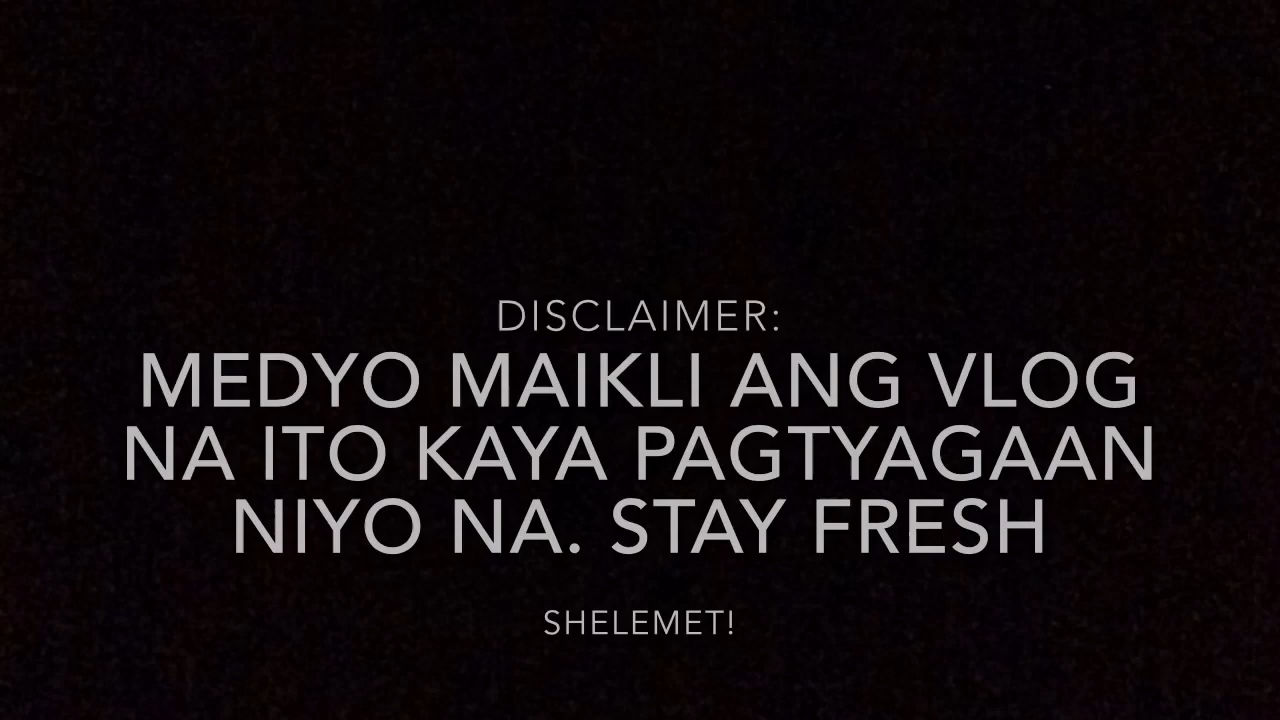 DISCLAIMER:
MEDYO MAIKLI ANG VLOG
NA ITO KAYA PAGTYAGAAN
NIYO NA. STAY FRESH
SHELEMET!